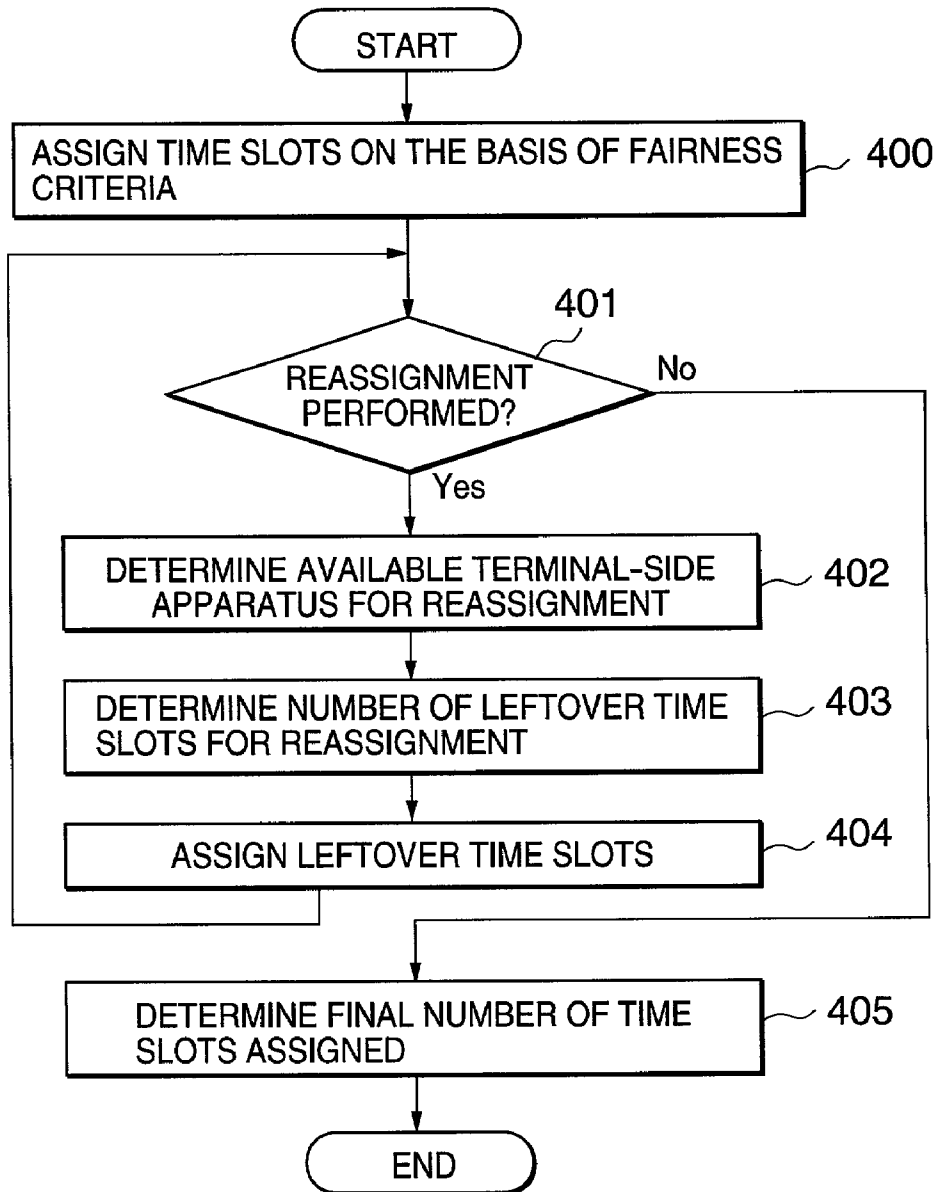 START
ASSIGN TIME SLOTS ON THE BASIS OF FAIRNESS
CRITERIA
400
401
REASSIGNMENT
PERFORMED?
No
Yes
DETERMINE AVAILABLE TERMINAL-SIDE
APPARATUS FOR REASSIGNMENT
402
DETERMINE NUMBER OF LEFTOVER TIME
SLOTS FOR REASSIGNMENT
403
ASSIGN LEFTOVER TIME SLOTS
404
DETERMINE FINAL NUMBER OF TIME
SLOTS ASSIGNED
405
END